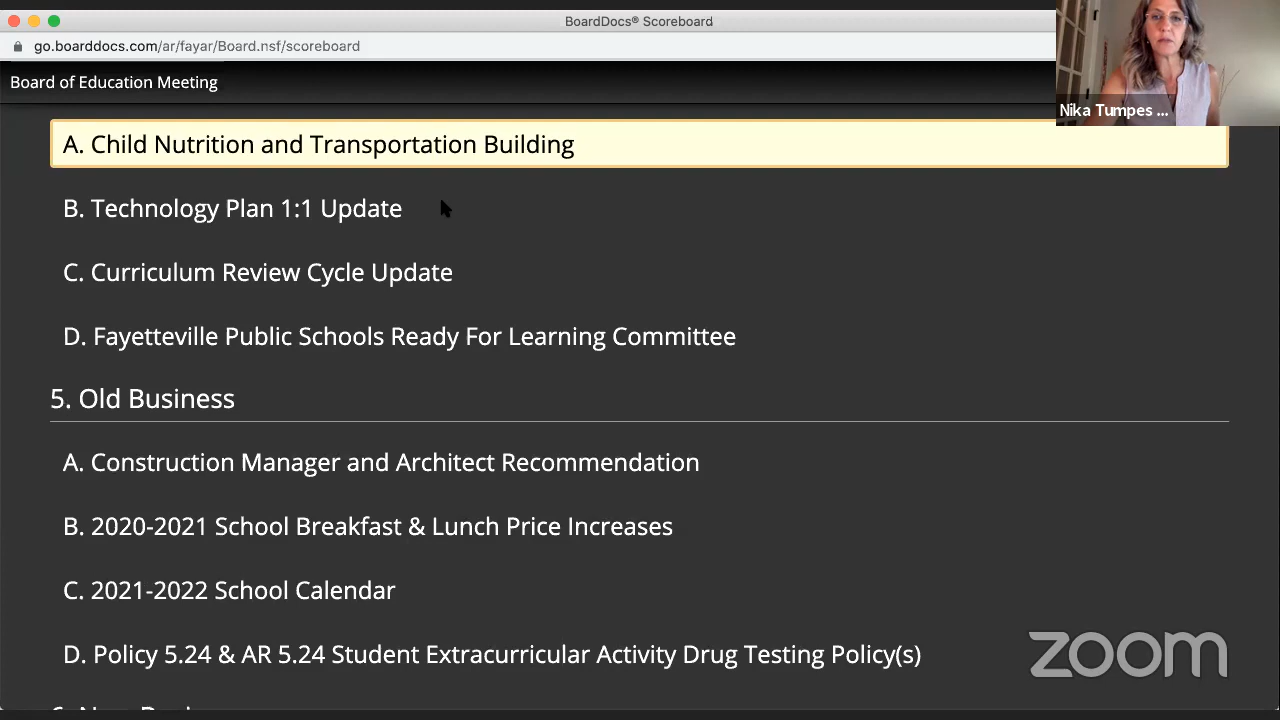 BoardDocs® Scoreboard
go.boarddocs.com/ar/fayar/Board.nsf/scoreboard
Board of Education Meeting
Nika Tumpes ...
A. Child Nutrition and Transportation Building
B. Technology Plan 1:1 Update
C. Curriculum Review Cycle Update
D. Fayetteville Public Schools Ready For Learning Committee
5. Old Business
A. Construction Manager and Architect Recommendation
B. 2020-2021 School Breakfast & Lunch Price Increases
C. 2021-2022 School Calendar
D. Policy 5.24 & AR 5.24 Student Extracurricular Activity Drug Testing Policy(s)
zoom